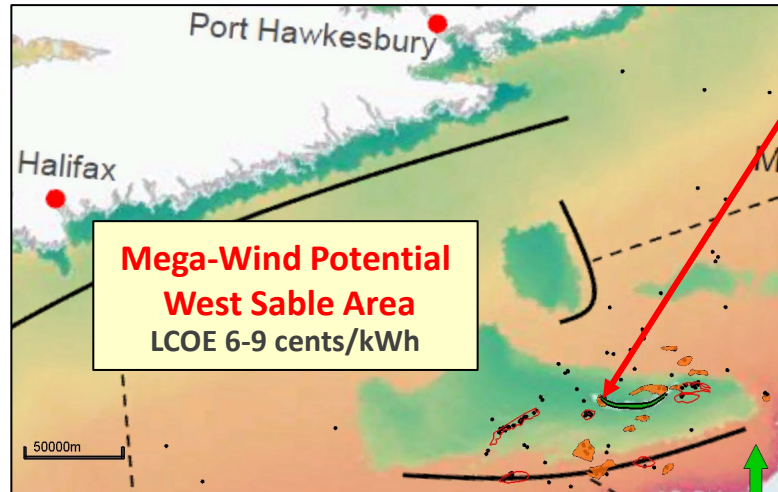 Port Hawkesbury
Halifax
M
Mega-Wind Potential
West Sable Area
LCOE 6-9 cents/kWh
50000m